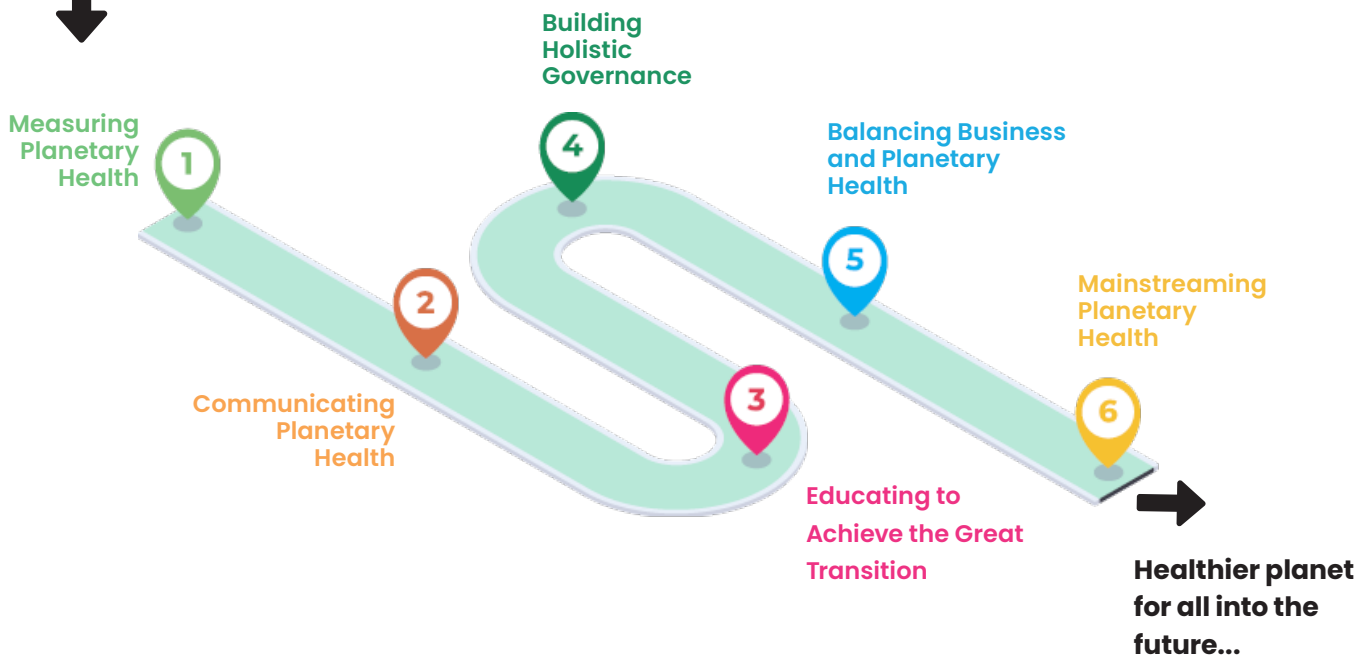 Measuring
Planetary
Health
1
Communicating
Planetary
Health
2
Educating to
Achieve the Great
Transition
3
Building
Holistic
Governance
4
Balancing Business
and Planetary
Health
5
Mainstreaming
Planetary
Health
6
Healthier planet
for all into the
future...